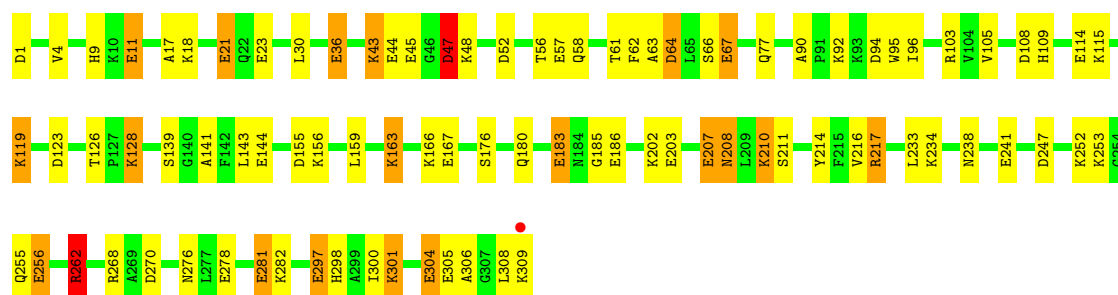 D1 V4 H9 K10 E11 A17 K18 E21 Q22 E23 L30 E36 K43 E44 E45 G46 D47 K48 D52 T56 E57 Q58 T61 F62 A63 D64 L65 S66 E67 Q77 A90 P91 K92 K93 D94 W95 I96 R103 V104 V105 D108 H109 E114 K115
K119 D123 T126 P127 K128 S139 G140 A141 F142 L143 E144 D155 K156 L159 K163 K166 E167 S176 Q180 E183 N184 G185 E186 K202 E203 E207 N208 L209 K210 S211 Y214 F215 V216 R217 L233 K234 N238 E241 D247 K252 K253 G254
Q255 E256 R262 R268 A269 D270 N276 L277 E278 E281 K282 E297 H298 A299 I300 K301 E304 E305 A306 G307 L308 K309